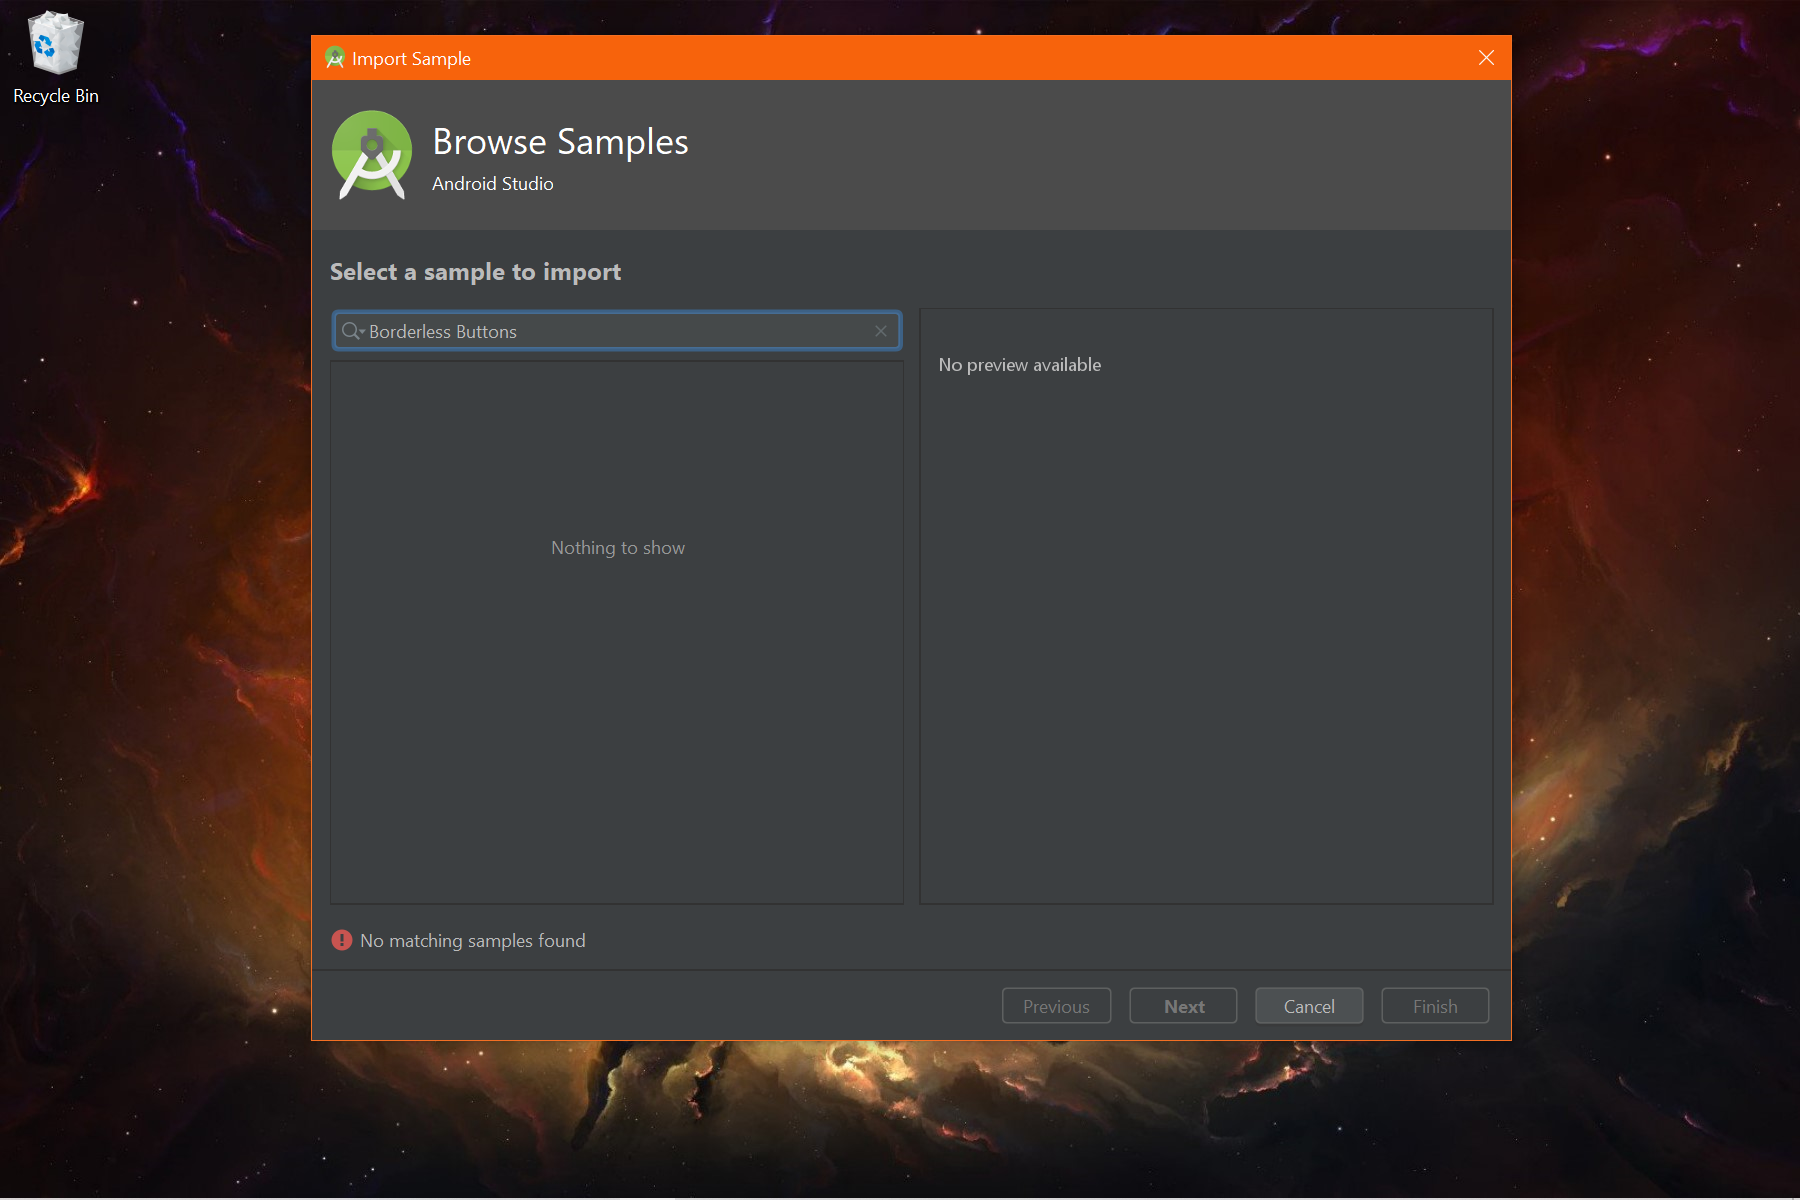 Recycle Bin
Import Sample
Browse Samples
Android Studio
Select a sample to import
Borderless Buttons
No preview available
Nothing to show
No matching samples found
Previous
Next
Cancel
Finish